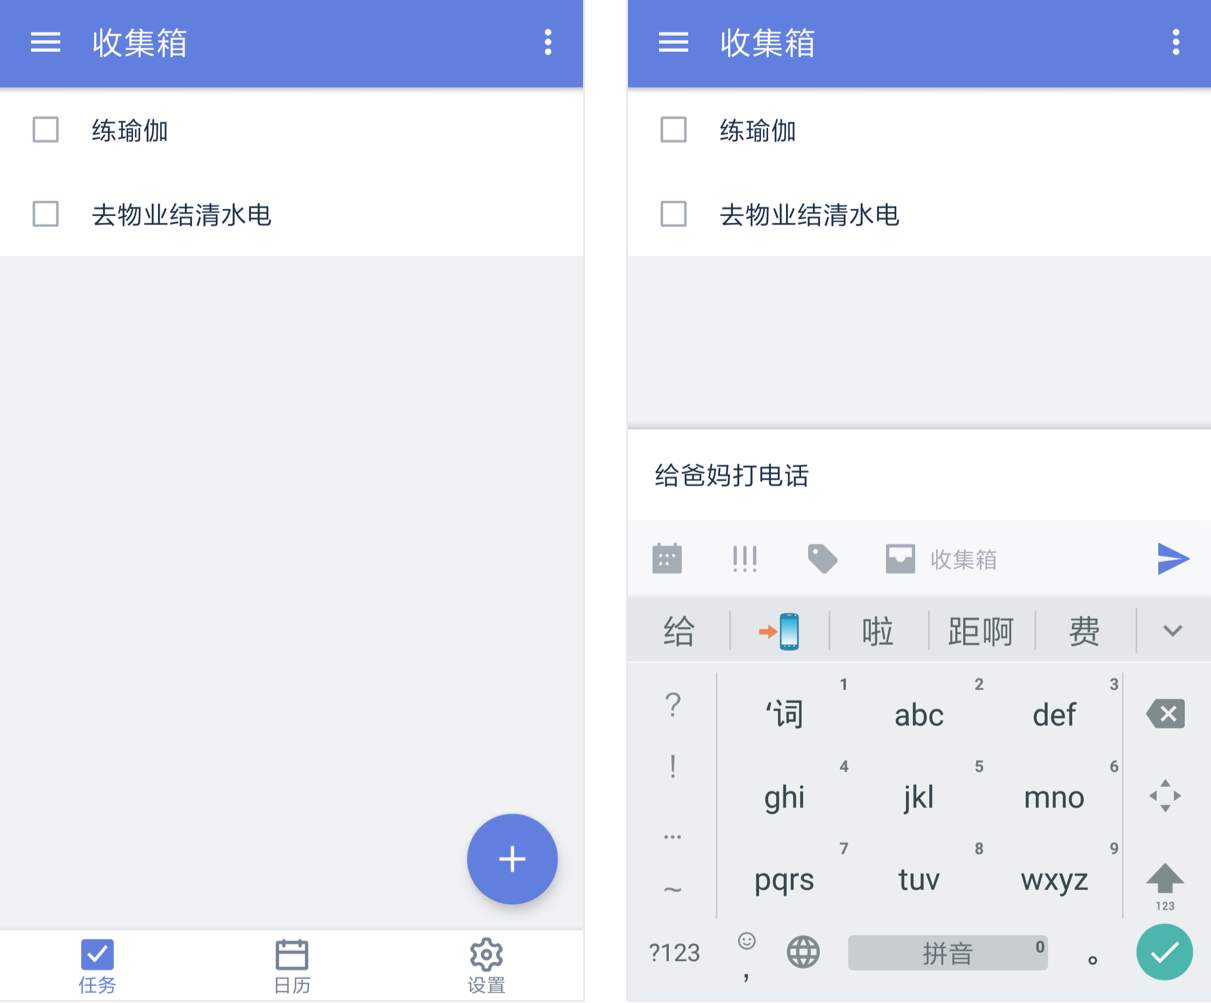 收集箱
练瑜伽
去物业结清水电
任务
日历
设置
收集箱
练瑜伽
去物业结清水电
给爸妈打电话
!!! 收集箱
给 啦 距啊 费
? ‘词 1 abc 2 def 3
! ghi 4 jkl 5 mno 6
... pqrs 7 tuv 8 wxyz 9
~ 123
?123 , 拼音 0 。